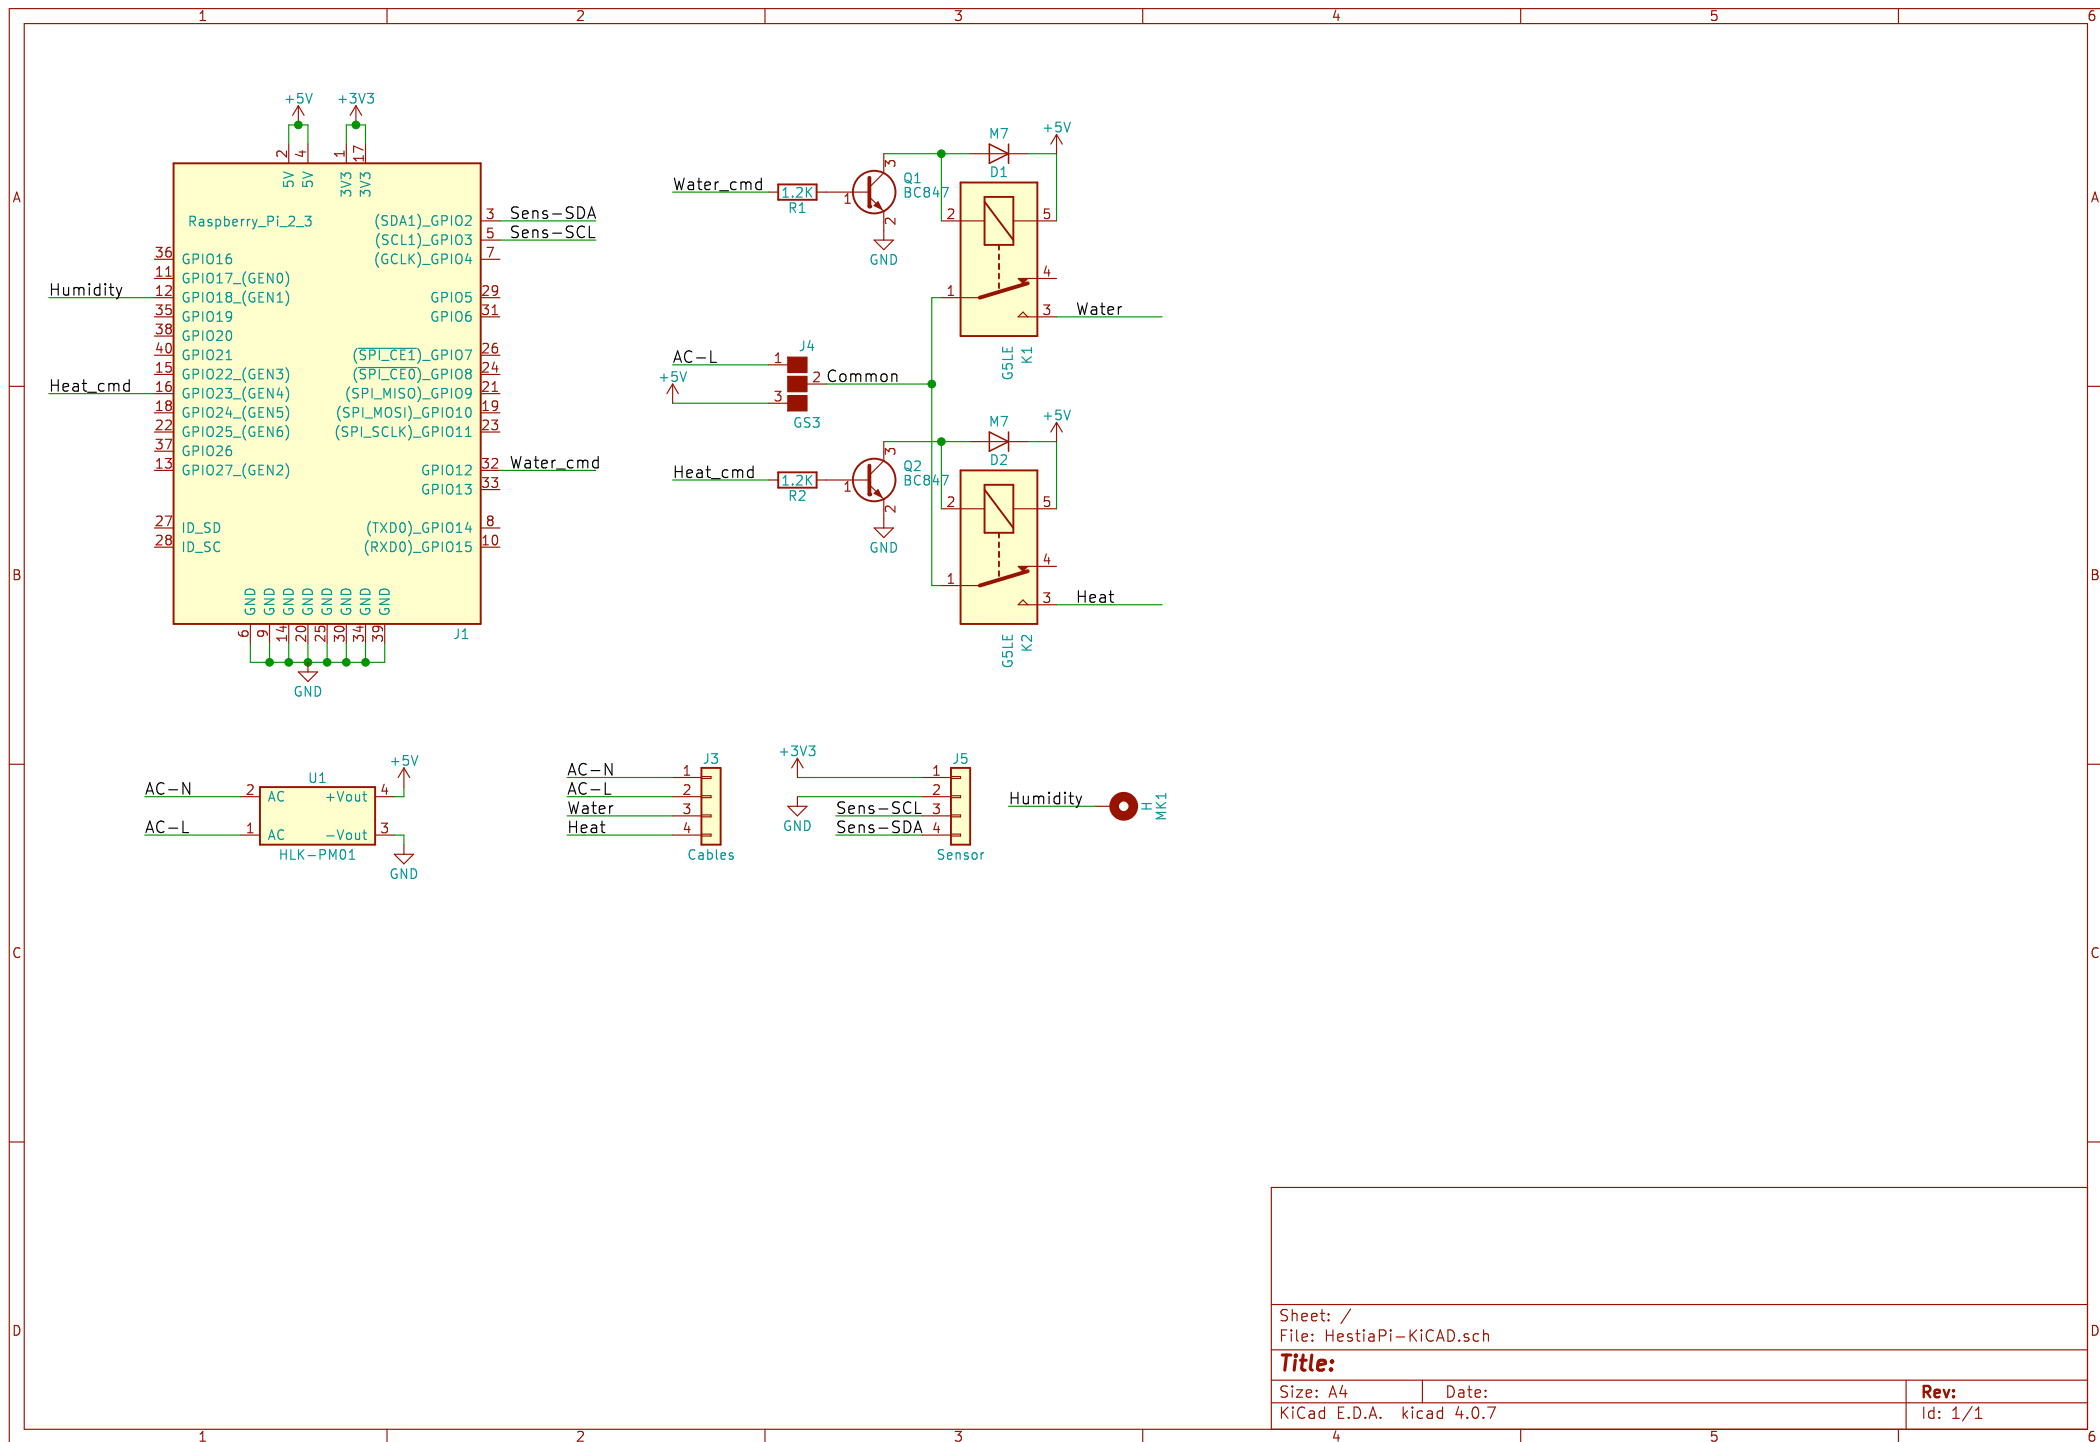 1 2 3 4 5 6
A A
B B
C C
D D
+5V +3V3
2 4 1 17
5V 5V 3V3 3V3
Raspberry_Pi_2_3
36 GPIO16
11 GPIO17_(GEN0)
Humidity 12 GPIO18_(GEN1)
35 GPIO19
38 GPIO20
40 GPIO21
15 GPIO22_(GEN3)
Heat_cmd 16 GPIO23_(GEN4)
18 GPIO24_(GEN5)
22 GPIO25_(GEN6)
37 GPIO26
13 GPIO27_(GEN2)
27 ID_SD
28 ID_SC
(SDA1)_GPIO2 3 Sens-SDA
(SCL1)_GPIO3 5 Sens-SCL
(GCLK)_GPIO4 7
GPIO5 29
GPIO6 31
(SPI_CE1)_GPIO7 26
(SPI_CE0)_GPIO8 24
(SPI_MISO)_GPIO9 21
(SPI_MOSI)_GPIO10 19
(SPI_SCLK)_GPIO11 23
GPIO12 32 Water_cmd
GPIO13 33
(TXD0)_GPIO14 8
(RXD0)_GPIO15 10
GND GND GND GND GND GND GND GND
6 9 14 20 25 30 34 39
J1
GND
Water_cmd 1.2K
R1
1 3 2
Q1
BC847
GND
M7
D1
+5V
2 5
4
1
3 Water
G5LE
K1
AC-L 1
+5V
J4
2 Common
3
GS3
Heat_cmd 1.2K
R2
1 3 2
Q2
BC847
GND
M7
D2
+5V
2 5
4
1
3 Heat
G5LE
K2
U1
AC-N 2 AC +Vout 4 +5V
AC-L 1 AC -Vout 3
HLK-PM01
GND
J3
AC-N 1
AC-L 2
Water 3
Heat 4
Cables
+3V3
J5
1
2
GND
Sens-SCL 3
Sens-SDA 4
Sensor
Humidity
H
MK1
Sheet: /
File: HestiaPi-KiCAD.sch
Title:
Size: A4 Date: Rev:
KiCad E.D.A. kicad 4.0.7 Id: 1/1
1 2 3 4 5 6